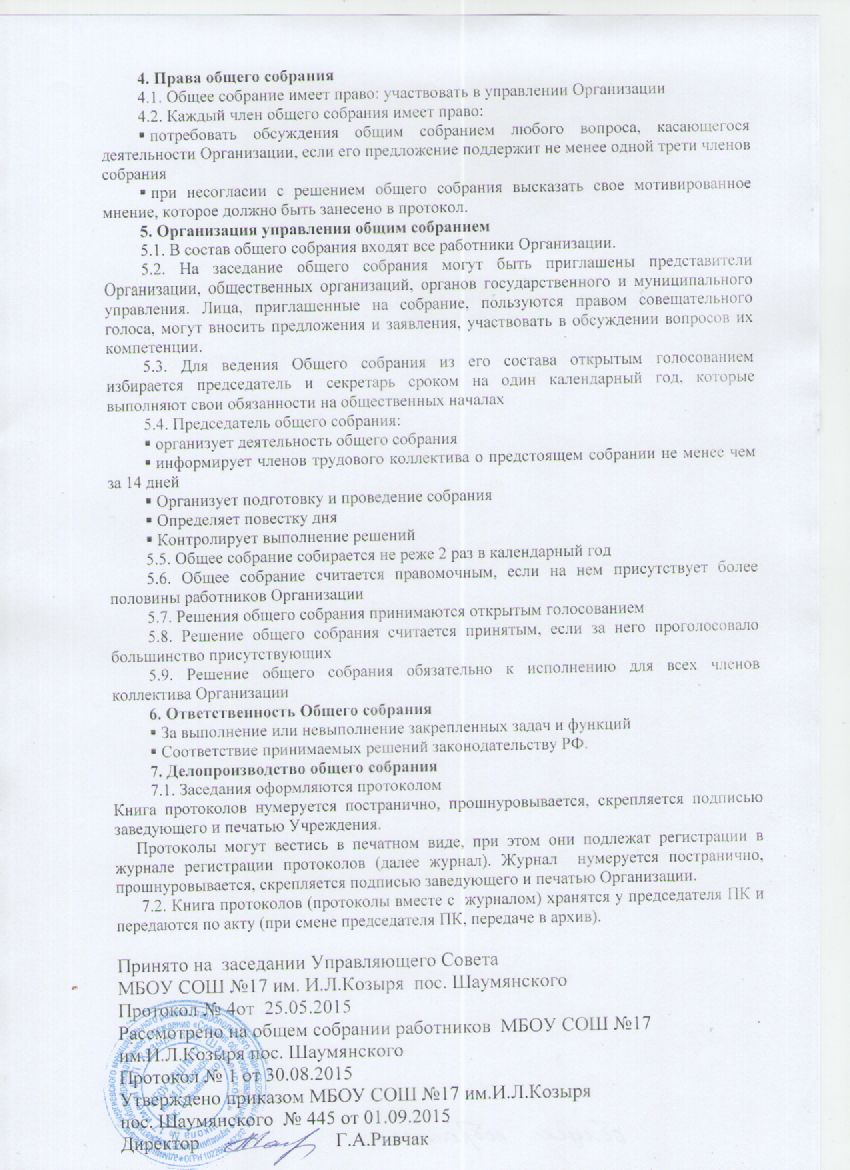 4. Права общего собрания
4.1. Общее собрание имеет право: участвовать в управлении Организации
4.2. Каждый член общего собрания имеет право:
▪ потребовать обсуждения общим собранием любого вопроса, касающегося
деятельности Организации, если его предложение поддержит не менее одной трети членов
собрания
▪ при несогласии с решением общего собрания высказать свое мотивированное
мнение, которое должно быть занесено в протокол.
5. Организация управления общим собранием
5.1. В состав общего собрания входят все работники Организации.
5.2. На заседание общего собрания могут быть приглашены представители
Организации, общественных организаций, органов государственного и муниципального
управления. Лица, приглашенные на собрание, пользуются правом совещательного
голоса, могут вносить предложения и заявления, участвовать в обсуждении вопросов их
компетенции.
5.3. Для ведения Общего собрания из его состава открытым голосованием
избирается председатель и секретарь сроком на один календарный год, которые
выполняют свои обязанности на общественных началах
5.4. Председатель общего собрания:
▪ организует деятельность общего собрания
▪ информирует членов трудового коллектива о предстоящем собрании не менее чем
за 14 дней
▪ Организует подготовку и проведение собрания
▪ Определяет повестку дня
▪ Контролирует выполнение решений
5.5. Общее собрание собирается не реже 2 раз в календарный год
5.6. Общее собрание считается правомочным, если на нем присутствует более
половины работников Организации
5.7. Решения общего собрания принимаются открытым голосованием
5.8. Решение общего собрания считается принятым, если за него проголосовало
большинство присутствующих
5.9. Решение общего собрания обязательно к исполнению для всех членов
коллектива Организации
6. Ответственность Общего собрания
▪ За выполнение или невыполнение закрепленных задач и функций
▪ Соответствие принимаемых решений законодательству РФ.
7. Делопроизводство общего собрания
7.1. Заседания оформляются протоколом
Книга протоколов нумеруется постранично, прошнуровывается, скрепляется подписью
заведующего и печатью Учреждения.
Протоколы могут вестись в печатном виде, при этом они подлежат регистрации в
журнале регистрации протоколов (далее журнал). Журнал нумеруется постранично,
прошнуровывается, скрепляется подписью заведующего и печатью Организации.
7.2. Книга протоколов (протоколы вместе с журналом) хранятся у председателя ПК и
передаются по акту (при смене председателя ПК, передаче в архив).
Принято на заседании Управляющего Совета
МБОУ СОШ №17 им. И.Л.Козыря пос. Шаумянского
Протокол № 4от 25.05.2015
Рассмотрено на общем собрании работников МБОУ СОШ №17
им.И.Л.Козыря пос. Шаумянского
Протокол № 1 от 30.08.2015
Утверждено приказом МБОУ СОШ №17 им.И.Л.Козыря
пос. Шаумянского № 445 от 01.09.2015
Директор Г.А.Ривчак